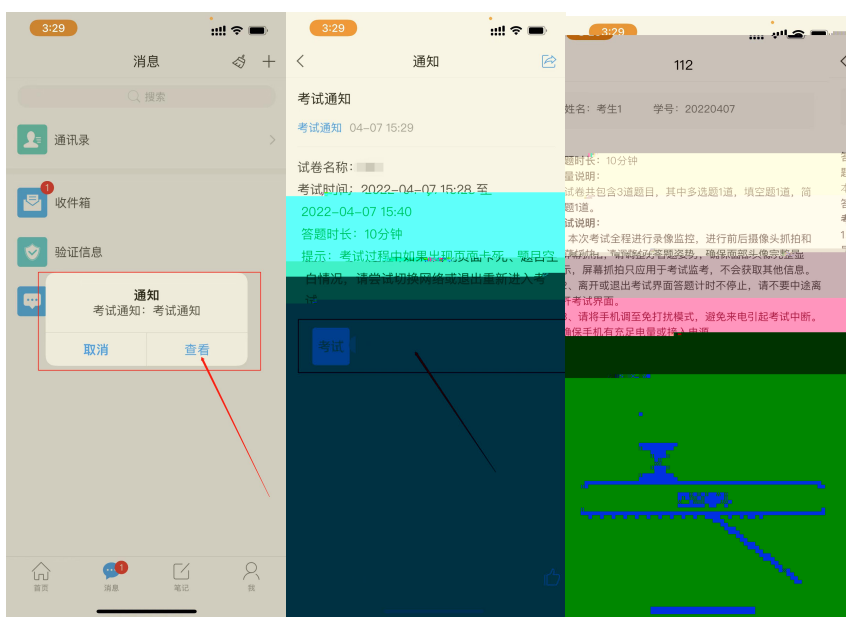 3:29
消息
搜索
通讯录
1
收件箱
验证信息
通知
考试通知：考试通知
取消
查看
1
首页
消息
笔记
我
3:29
通知
考试通知
考试通知 04-07 15:29
试卷名称：
考试时间：2022-04-07 15:28 至
2022-04-07 15:40
答题时长：10分钟
提示：考试过程中如果出现页面卡死、题目空
白情况，请尝试切换网络或退出重新进入考
试
考试
3:29
112
姓名：考生1 学号：20220407
题时长：10分钟
量说明：
试卷共包含3道题目，其中多选题1道，填空题1道，简
题1道。
试说明：
本次考试全程进行录像监控，进行前后摄像头抓拍和
屏幕抓拍只应用于考试监考，不会获取其他信息。
、离开或退出考试界面答题计时不停止，请不要中途离
开考试界面。
、请将手机调至免打扰模式，避免来电引起考试中断。
确保手机有充足电量或接入电源